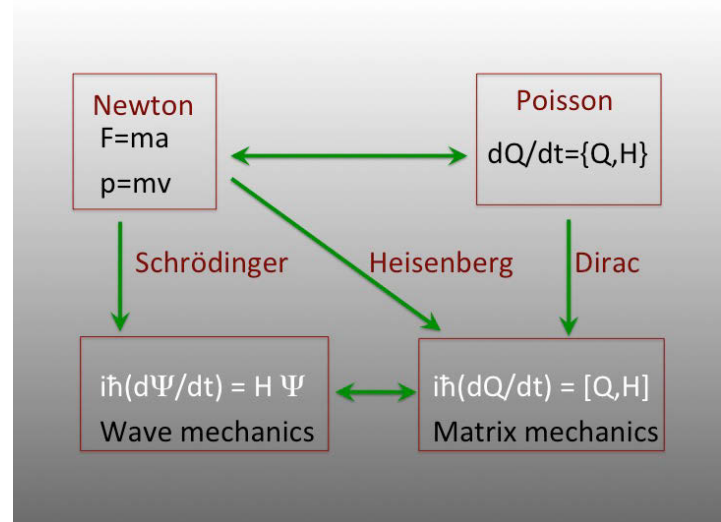 Newton
F=ma
p=mv
Poisson
dQ/dt={Q,H}
Schrödinger
Heisenberg
Dirac
iħ(dΨ/dt) = H Ψ
Wave mechanics
iħ(dQ/dt) = [Q,H]
Matrix mechanics